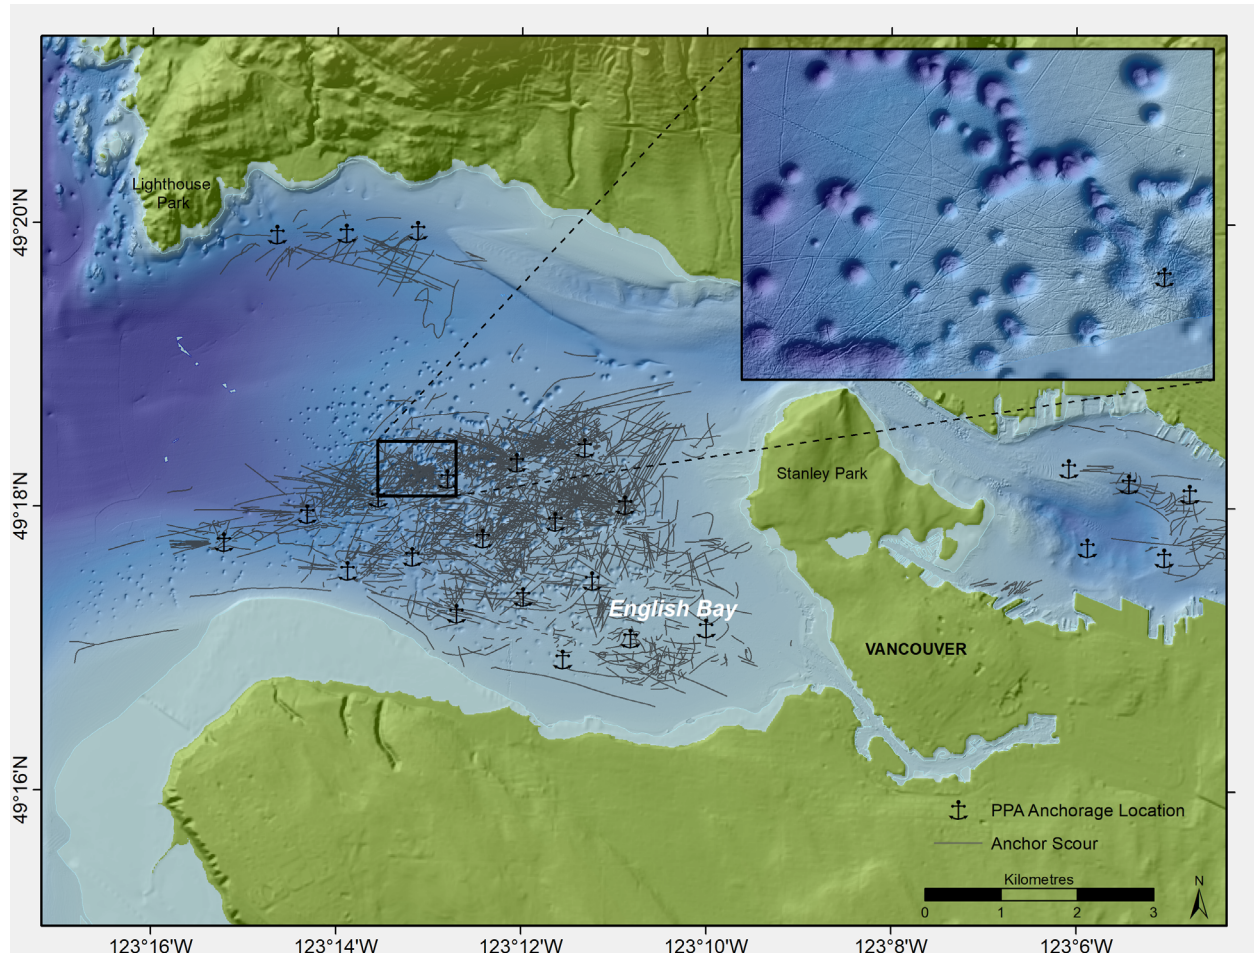 Lighthouse
Park
49°20'N
Stanley Park
49°18'N
English Bay
VANCOUVER
49°16'N
PPA Anchorage Location
Anchor Scour
Kilometres
N
0 1 2 3
123°16'W 123°14'W 123°12'W 123°10'W 123°8'W 123°6'W